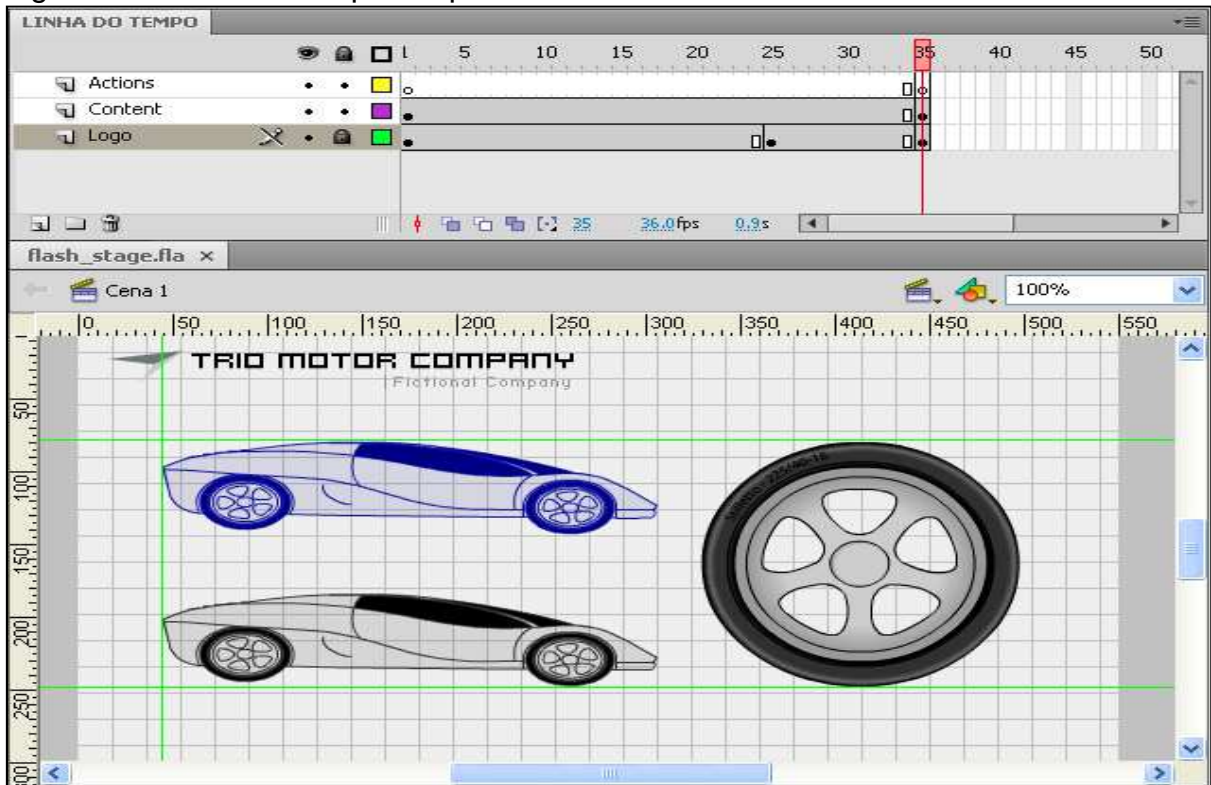 LINHA DO TEMPO
1 5 10 15 20 25 30 35 40 45 50
Actions
Content
Logo
35 36.0fps 0.9s
flash_stage.fla ×
Cena 1 100%
0 50 100 150 200 250 300 350 400 450 500 550
TRIO MOTOR COMPANY
Fictional Company
50
100
150
200
250